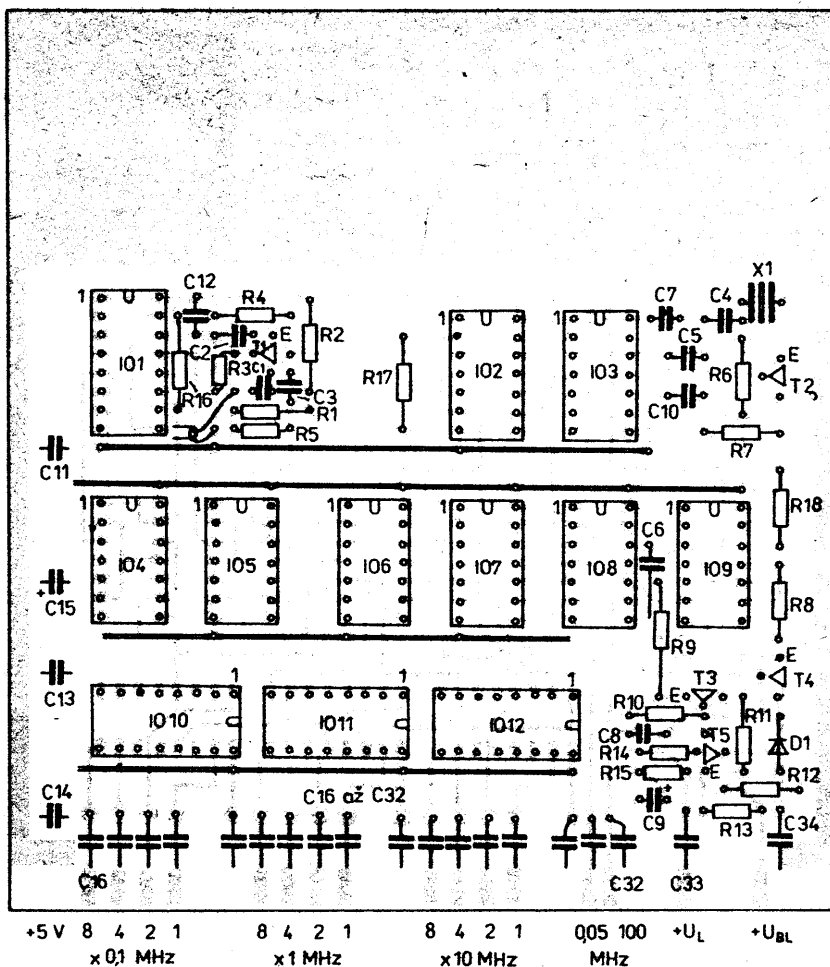 X1
C12
R4
C7
C4
1 U
E
R2
1 U
1 U
C5
C2
T1
E
IO1
R3
C1
R17
IO2
IO3
R6
T2
R16
C3
C10
R1
R5
R7
C11
1 U
1 U
1 U
1 U
1 U
1 U
R18
C6
IO4
IO5
IO6
IO7
IO8
IO9
+
C15
R8
R9
E
C13
1
1
1
E
T3
T4
R10
R11
IO10
IO11
IO12
C8
T5
D1
R14
R15
E
R12
C14
C16 až C32
+
C9
R13
C34
C16
C32
C33
+5 V 8 4 2 1 8 4 2 1 8 4 2 1 0,05 100 +UL +UBL
x 0,1 MHz x 1 MHz x 10 MHz MHz